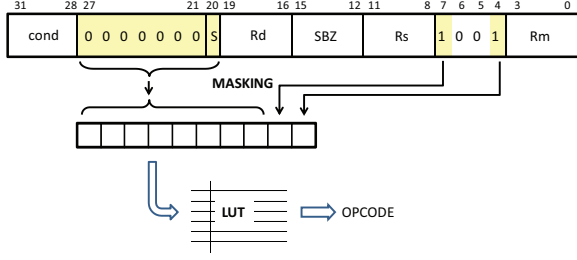 31 28 27 21 20 19 16 15 12 11 8 7 6 5 4 3 0
cond 0 0 0 0 0 0 0 S Rd SBZ Rs 1 0 0 1 Rm
MASKING
LUT OPCODE